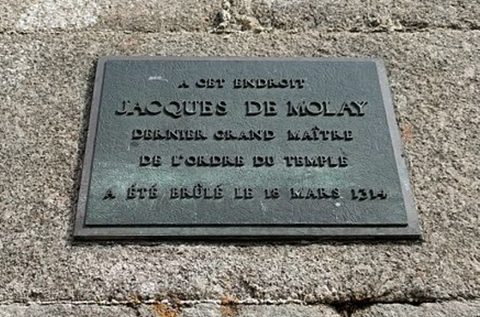 A CET ENDROIT
JACQUES DE MOLAY
DERNIER GRAND MAÎTRE
DE L'ORDRE DU TEMPLE
A ÉTÉ BRÛLÉ LE 18 MARS 1314